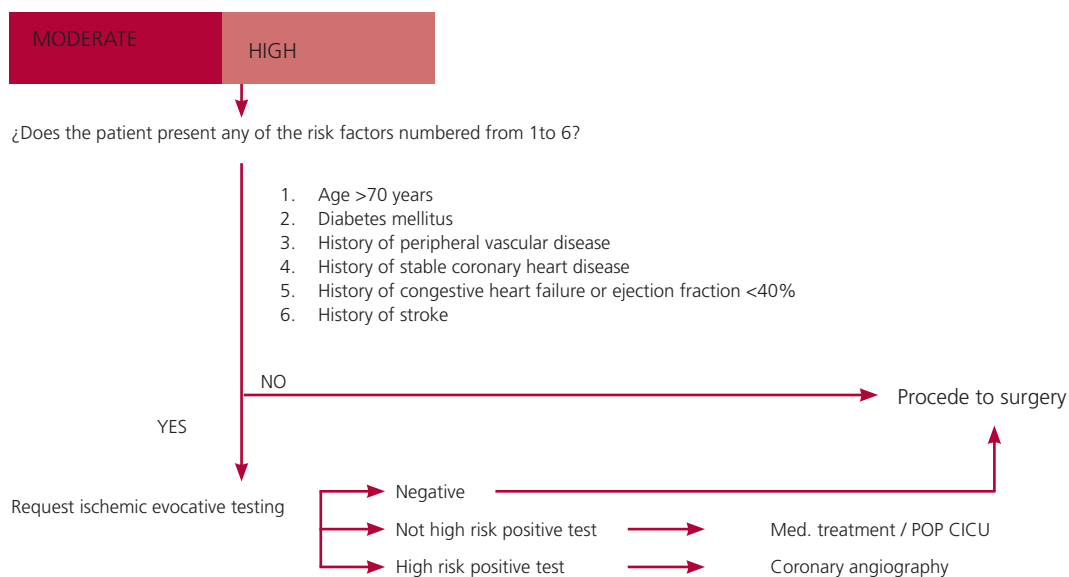 MODERATE
HIGH
¿Does the patient present any of the risk factors numbered from 1to 6?
1. Age >70 years
2. Diabetes mellitus
3. History of peripheral vascular disease
4. History of stable coronary heart disease
5. History of congestive heart failure or ejection fraction <40%
6. History of stroke
NO
Procede to surgery
YES
Request ischemic evocative testing
Negative
Not high risk positive test
Med. treatment / POP CICU
High risk positive test
Coronary angiography